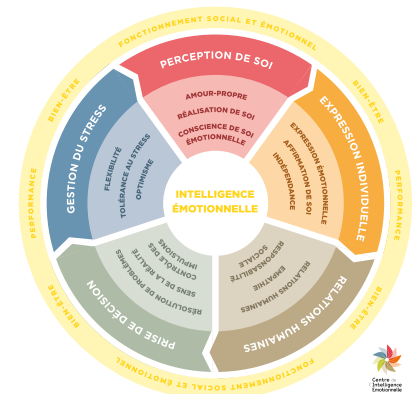 FONCTIONNEMENT SOCIAL ET ÉMOTIONNEL
BIEN-ÊTRE
PERFORMANCE
BIEN-ÊTRE
FONCTIONNEMENT SOCIAL ET ÉMOTIONNEL
BIEN-ÊTRE
PERFORMANCE
BIEN-ÊTRE
PERCEPTION DE SOI
AMOUR-PROPRE
RÉALISATION DE SOI
CONSCIENCE DE SOI
ÉMOTIONNELLE
EXPRESSION INDIVIDUELLE
EXPRESSION ÉMOTIONNELLE
AFFIRMATION DE SOI
INDÉPENDANCE
RELATIONS HUMAINES
RELATIONS HUMAINES
EMPATHIE
RESPONSABILITÉ
SOCIALE
PRISE DE DÉCISION
RÉSOLUTION DE PROBLÈMES
SENS DE LA RÉALITÉ
CONTRÔLE DES
IMPULSIONS
GESTION DU STRESS
FLEXIBILITÉ
TOLÉRANCE AU STRESS
OPTIMISME
INTELLIGENCE
ÉMOTIONNELLE
Centre de
l'Intelligence
Émotionnelle